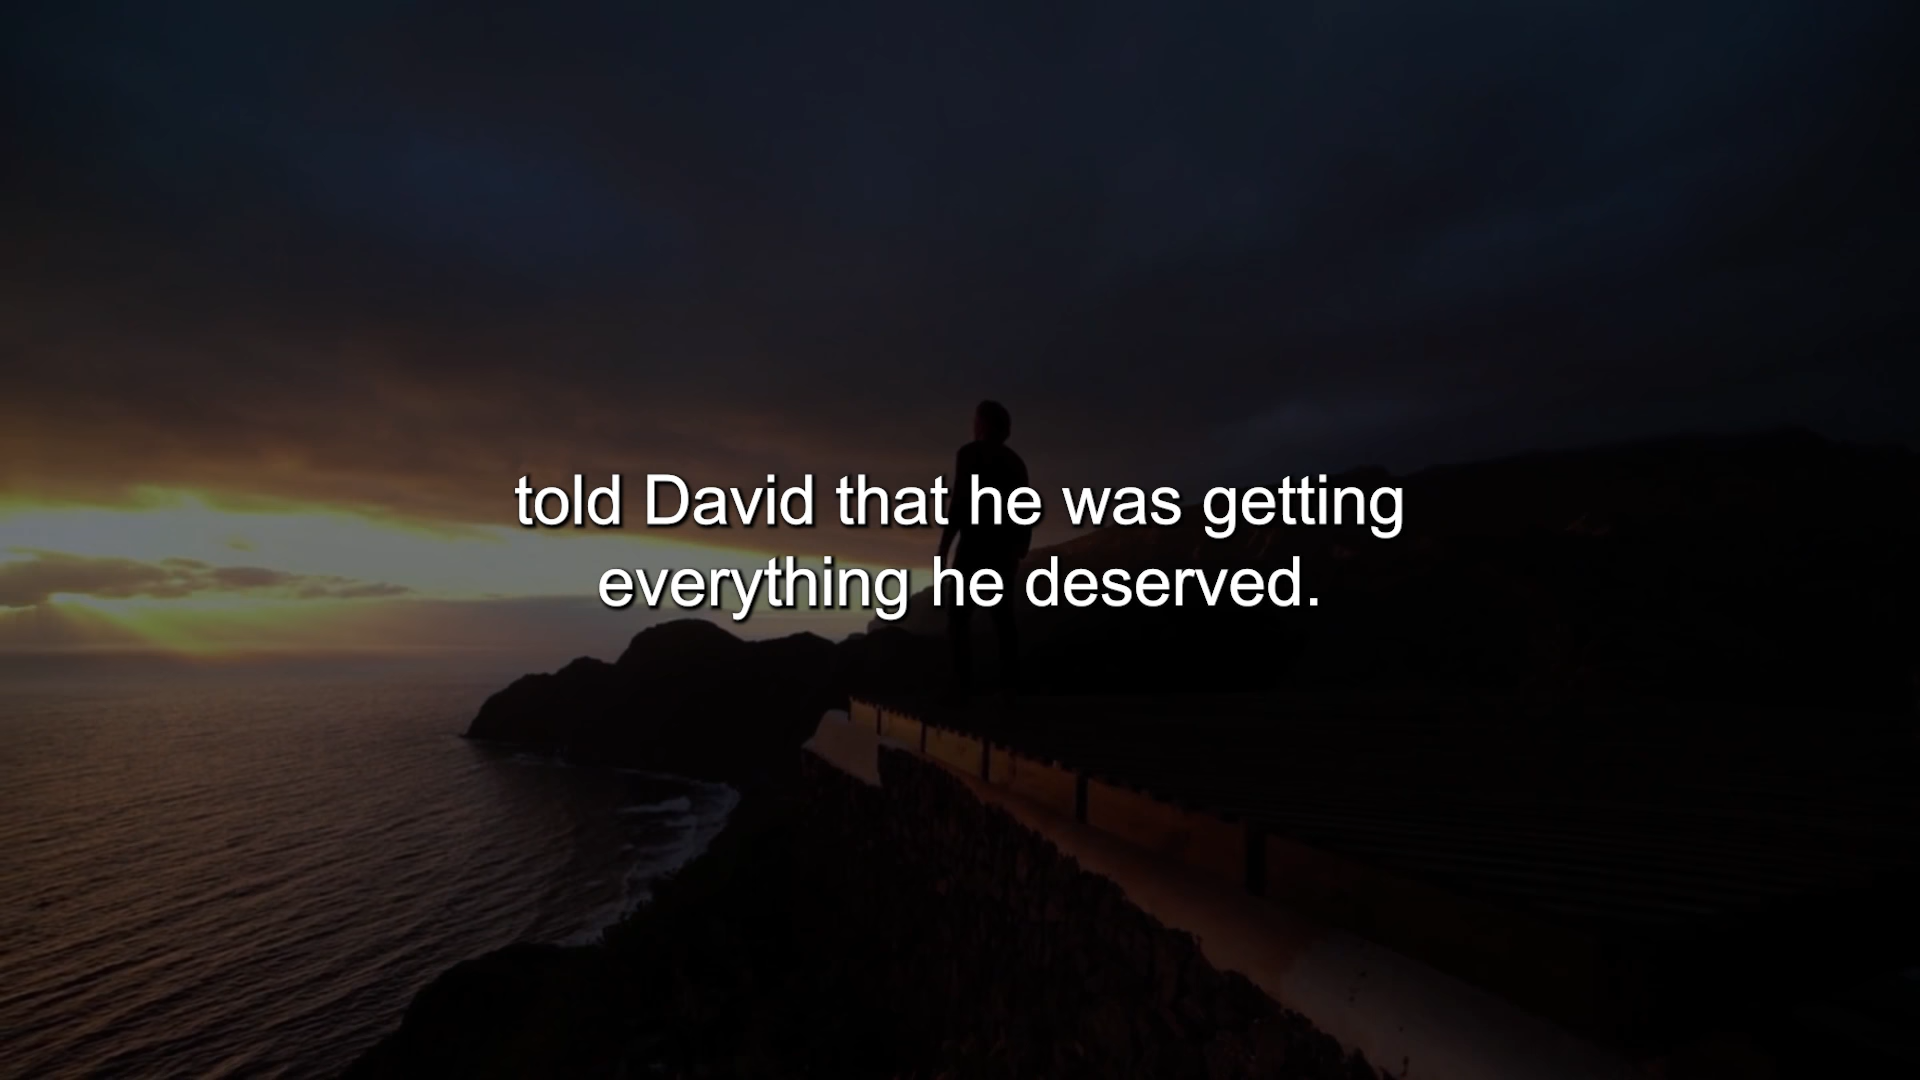 told David that he was getting
everything he deserved.